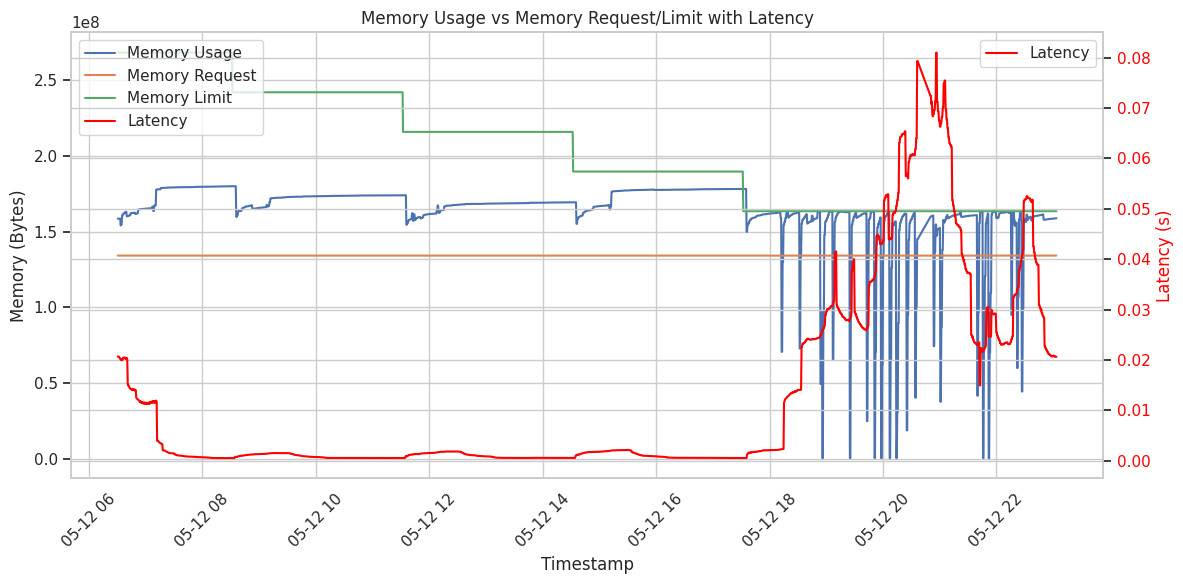 Memory Usage vs Memory Request/Limit with Latency
1e8
Memory Usage
Memory Request
Memory Limit
Latency
Latency
2.5
2.0
1.5
1.0
0.5
0.0
Memory (Bytes)
0.08
0.07
0.06
0.05
0.04
0.03
0.02
0.01
0.00
Latency (s)
05-12 06
05-12 08
05-12 10
05-12 12
05-12 14
05-12 16
05-12 18
05-12 20
05-12 22
Timestamp